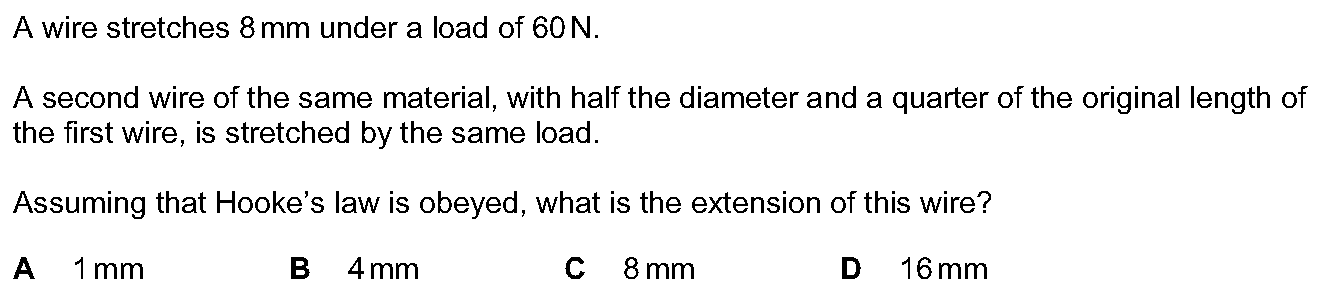 A wire stretches 8 mm under a load of 60 N.
A second wire of the same material, with half the diameter and a quarter of the original length of
the first wire, is stretched by the same load.
Assuming that Hooke’s law is obeyed, what is the extension of this wire?
A 1 mm B 4 mm C 8 mm D 16 mm